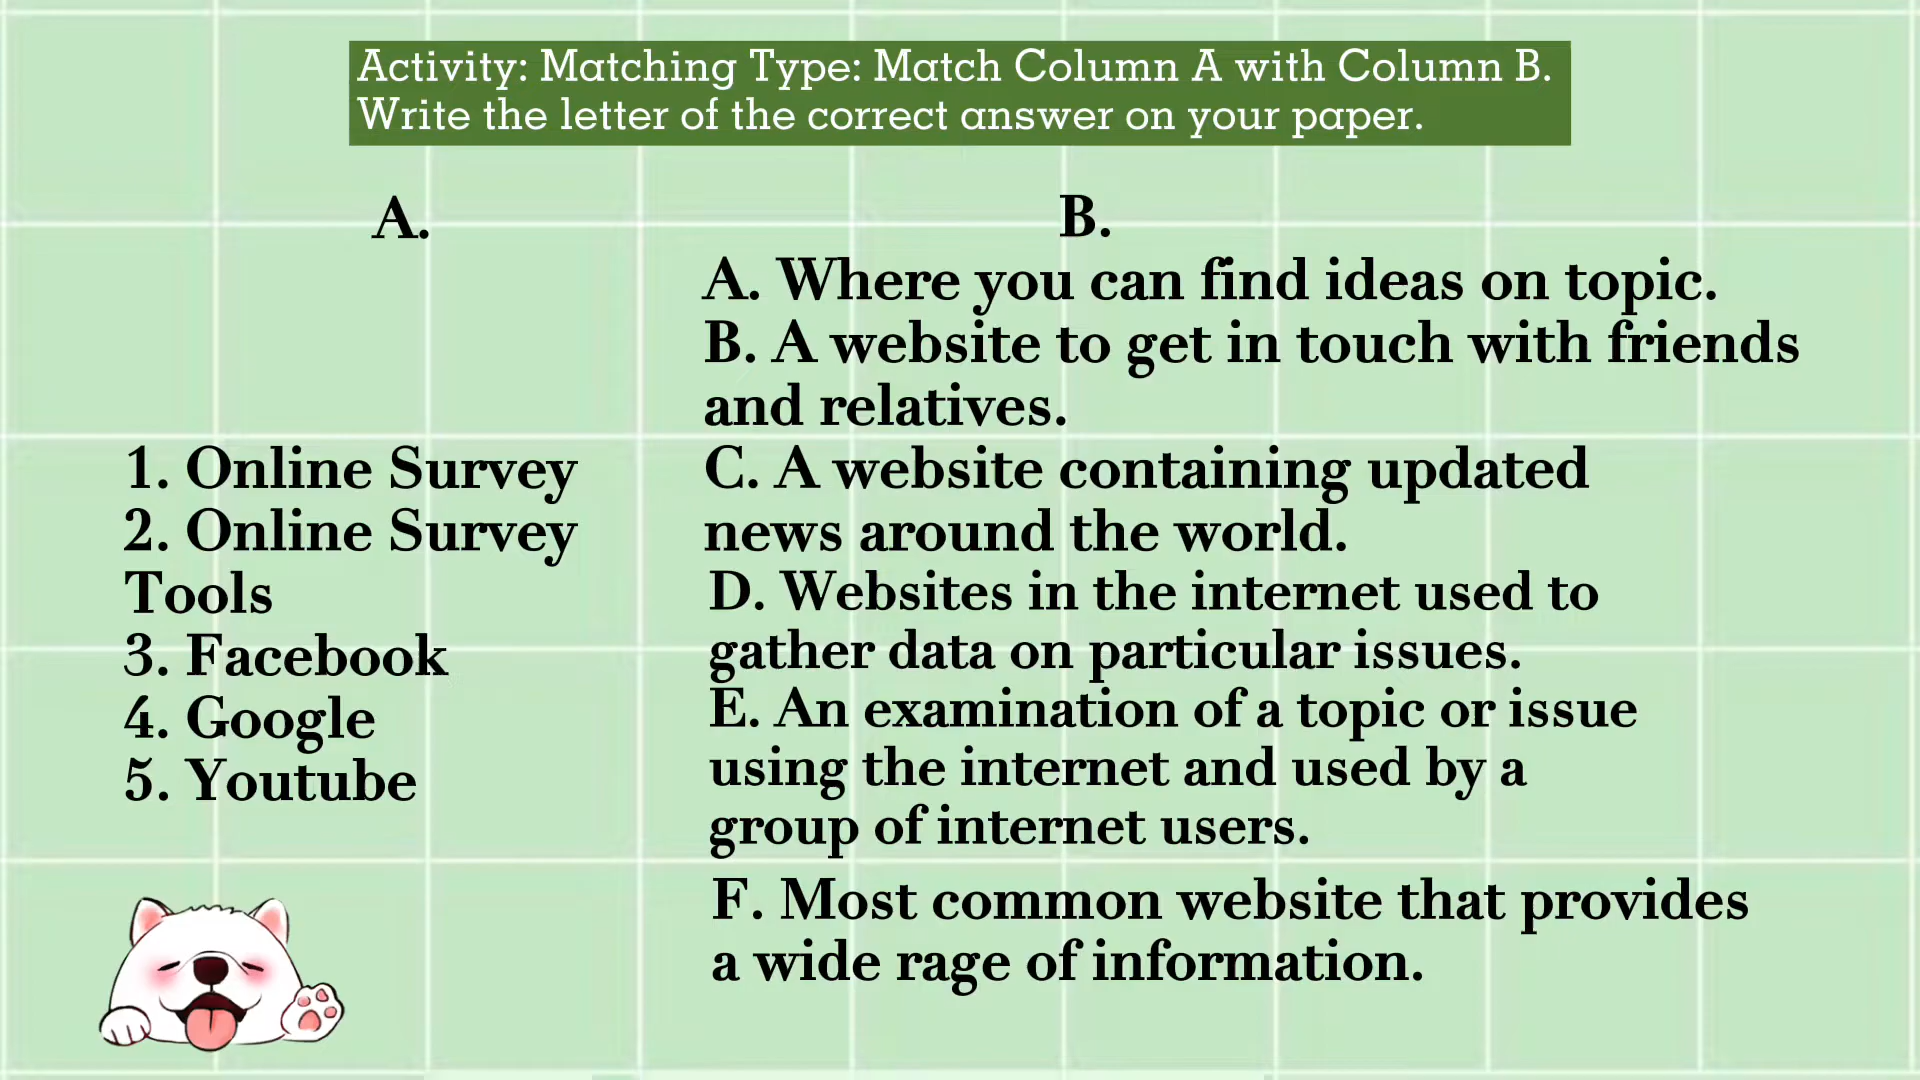 Activity: Matching Type: Match Column A with Column B.
Write the letter of the correct answer on your paper.
A.
1. Online Survey
2. Online Survey
Tools
3. Facebook
4. Google
5. Youtube
B.
A. Where you can find ideas on topic.
B. A website to get in touch with friends
and relatives.
C. A website containing updated
news around the world.
D. Websites in the internet used to
gather data on particular issues.
E. An examination of a topic or issue
using the internet and used by a
group of internet users.
F. Most common website that provides
a wide rage of information.